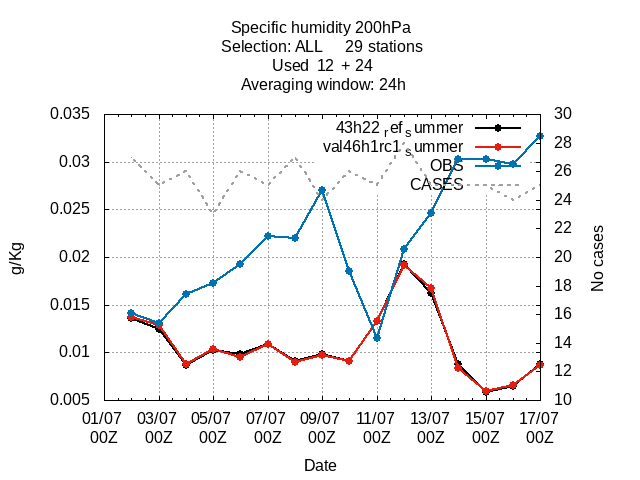 Specific humidity 200hPa
Selection: ALL 29 stations
Used 12 + 24
Averaging window: 24h
g/Kg
0.035
0.03
0.025
0.02
0.015
0.01
0.005
43h22_ref_summer
val46h1rc1_summer
OBS
CASES
30
28
26
24
22
20
18
16
14
12
10
No cases
01/07 03/07 05/07 07/07 09/07 11/07 13/07 15/07 17/07
00Z 00Z 00Z 00Z 00Z 00Z 00Z 00Z 00Z
Date